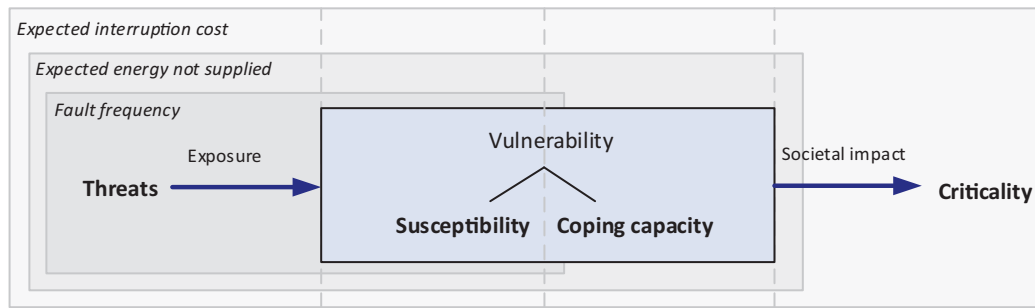 Expected interruption cost
Expected energy not supplied
Fault frequency
Vulnerability
Exposure
Societal impact
Threats
Criticality
Susceptibility
Coping capacity